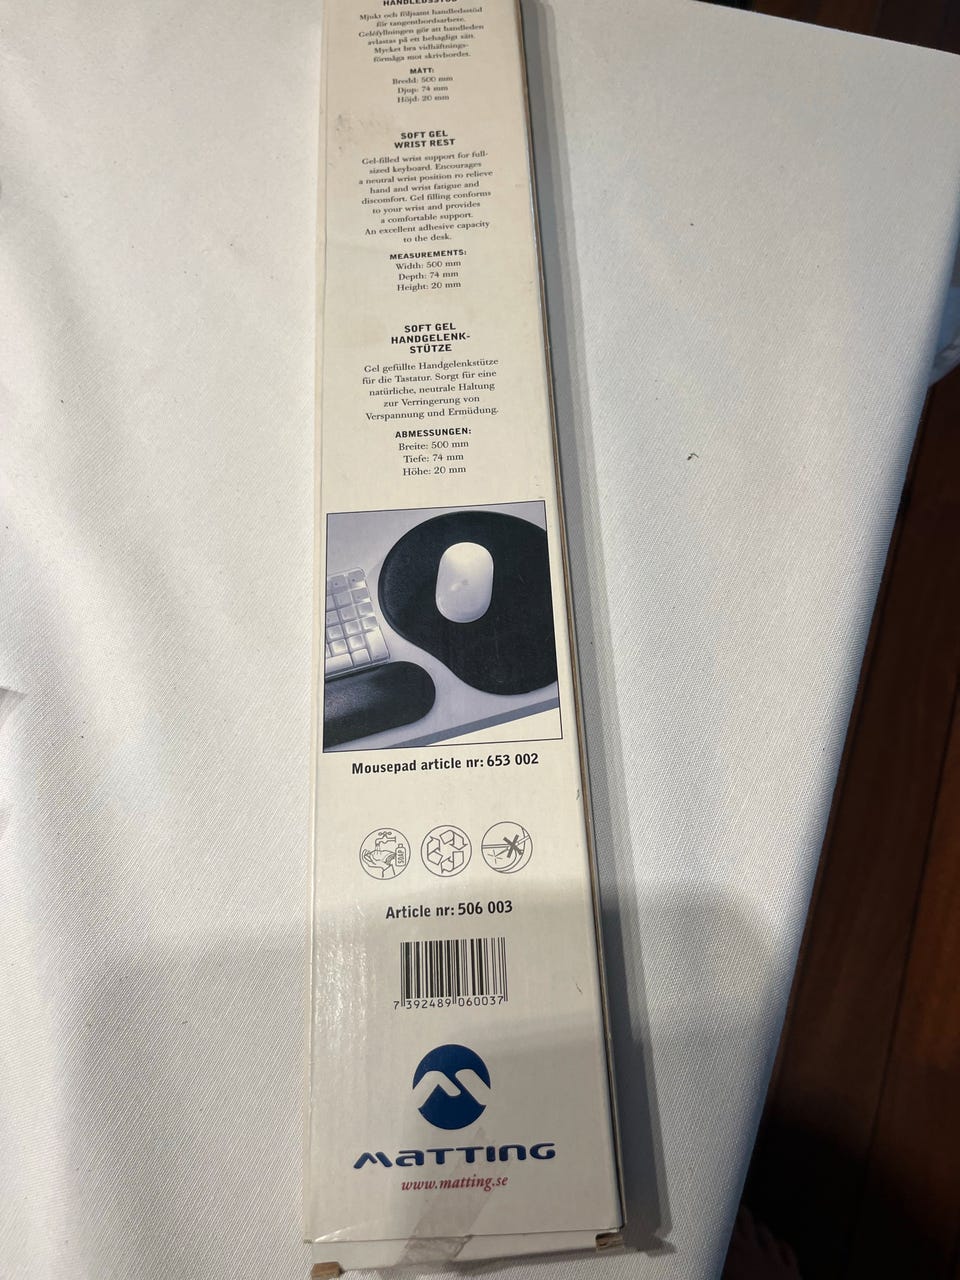 HANDLEDSSTÖD
Mjukt och följsamt handledsstöd
för tangentbordsarbete.
Geléfyllningen gör att handleden
avlastas på ett behagligt sätt.
Mycket bra vidhäftnings-
förmåga mot skrivbordet.
MÅTT:
Bredd: 500 mm
Djup: 74 mm
Höjd: 20 mm
SOFT GEL
WRIST REST
Gel-filled wrist support for full-
sized keyboard. Encourages
a neutral wrist position ro relieve
hand and wrist fatigue and
discomfort. Gel filling conforms
to your wrist and provides
a comfortable support.
An excellent adhesive capacity
to the desk.
MEASUREMENTS:
Width: 500 mm
Depth: 74 mm
Height: 20 mm
SOFT GEL
HANDGELENK-
STÜTZE
Gel gefüllte Handgelenkstütze
für die Tastatur. Sorgt für eine
natürliche, neutrale Haltung
zur Verringerung von
Verspannung und Ermüdung.
ABMESSUNGEN:
Breite: 500 mm
Tiefe: 74 mm
Höhe: 20 mm
Mousepad article nr: 653 002
SOAP
Article nr: 506 003
7 392489 060037
MATTING
www.matting.se